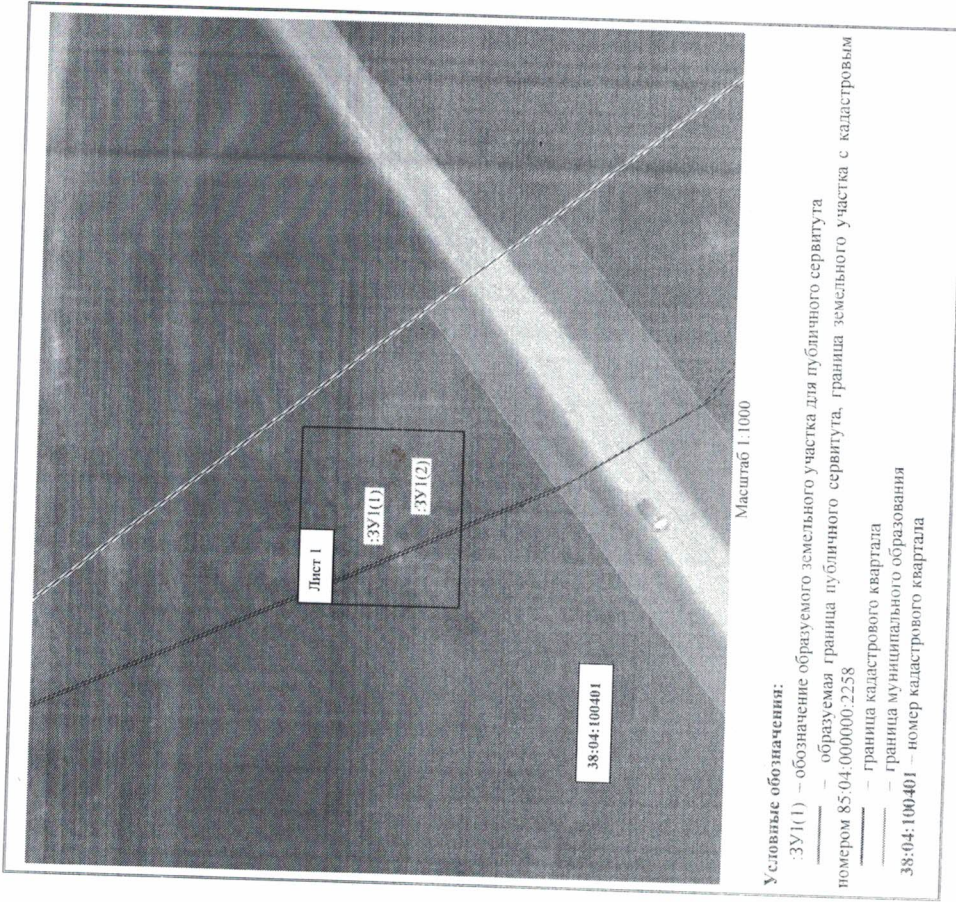 Лист 1
:ЗУ1(1)
:ЗУ1(2)
38:04:100401
Масштаб 1:1000
Условные обозначения:
:ЗУ1(1) – обозначение образуемого земельного участка для публичного сервитута
– образуемая граница публичного сервитута, граница земельного участка с кадастровым
номером 85:04:000000:2258
– граница кадастрового квартала
– граница муниципального образования
38:04:100401 – номер кадастрового квартала